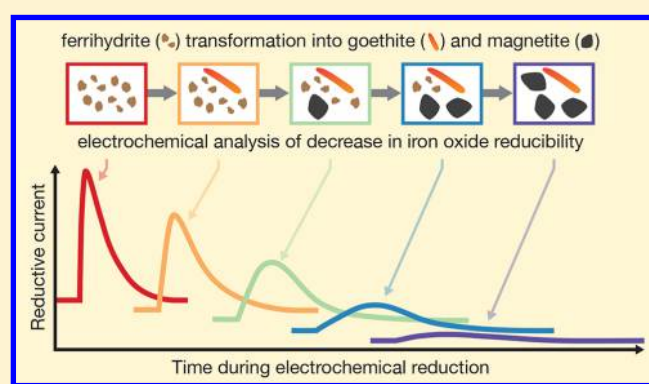 ferrihydrite ( ) transformation into goethite ( ) and magnetite ( )
electrochemical analysis of decrease in iron oxide reducibility
Reductive current
Time during electrochemical reduction